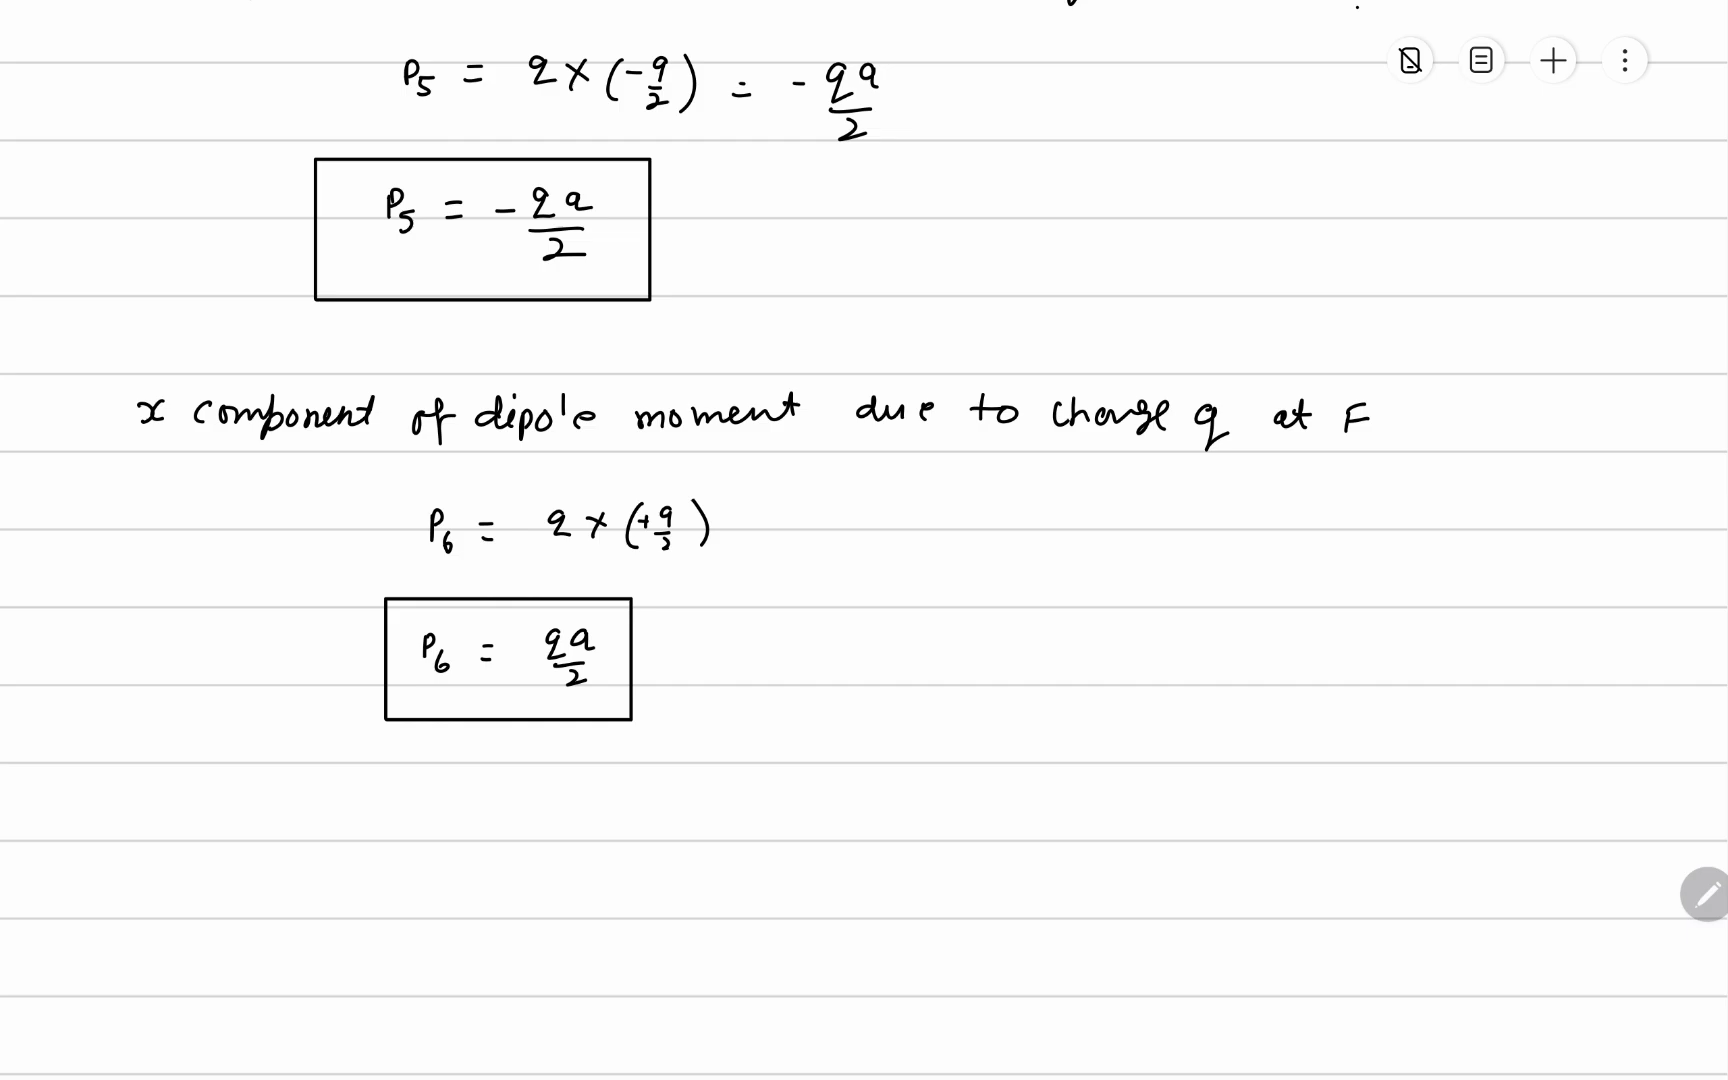 P₅ = q × (-a/2) = - qa/2
P₅ = - qa/2
x component of dipole moment due to charge q at F
P₆ = q × (+a/2)
P₆ = qa/2